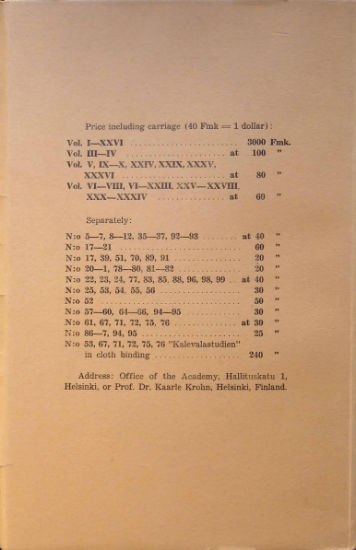 Price including carriage (40 Fmk = 1 dollar):
Vol. I—XXVI ........................ 3000 Fmk.
Vol. III—IV .................... at 100 "
Vol. V, IX—X, XXIV, XXIX, XXXV,
XXXVI ........................ at 80 "
Vol. VI—VIII, VI—XXIII, XXV—XXVIII,
XXX—XXXIV ................ at 60 "
Separately:
N:o 5—7, 8—12, 35—37, 92—93 ........ at 40 "
N:o 17—21 ............................ 60 "
N:o 17, 39, 51, 70, 89, 91 ............ 20 "
N:o 20—1, 78—80, 81—82 ............ 20 "
N:o 22, 23, 24, 77, 83, 85, 88, 96, 98, 99 .. at 40 "
N:o 25, 53, 54, 55, 56 ................ 30 "
N:o 52 ................................ 50 "
N:o 57—60, 64—66, 94—95 ............ 30 "
N:o 61, 67, 71, 72, 75, 76 .......... at 30 "
N:o 86—7, 94, 95 .................... 25 "
N:o 53, 67, 71, 72, 75, 76 "Kalevalastudien"
in cloth binding .................... 240 "
Address: Office of the Academy, Hallituskatu 1,
Helsinki, or Prof. Dr. Kaarle Krohn, Helsinki, Finland.